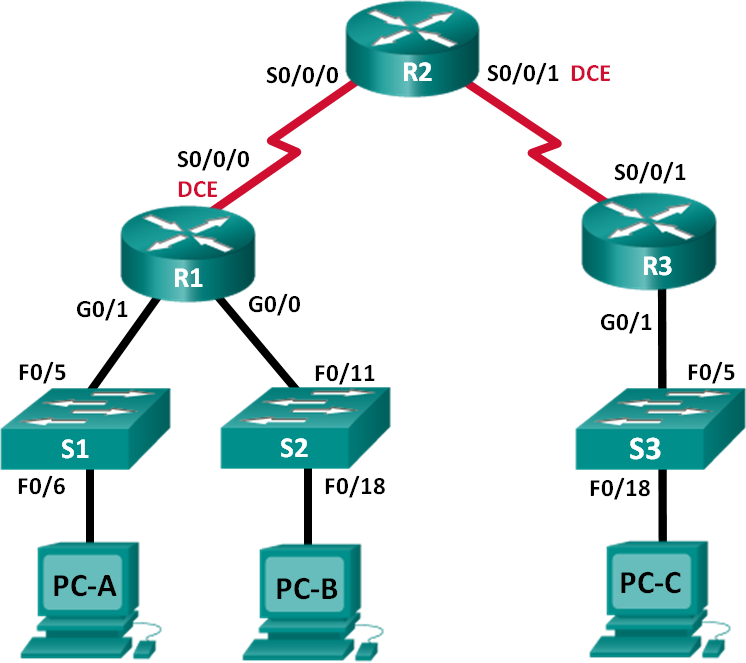 R2
S0/0/0
S0/0/1 DCE
S0/0/0
DCE
S0/0/1
R1
R3
G0/1
G0/0
G0/1
F0/5
F0/11
F0/5
S1
S2
S3
F0/6
F0/18
F0/18
PC-A
PC-B
PC-C